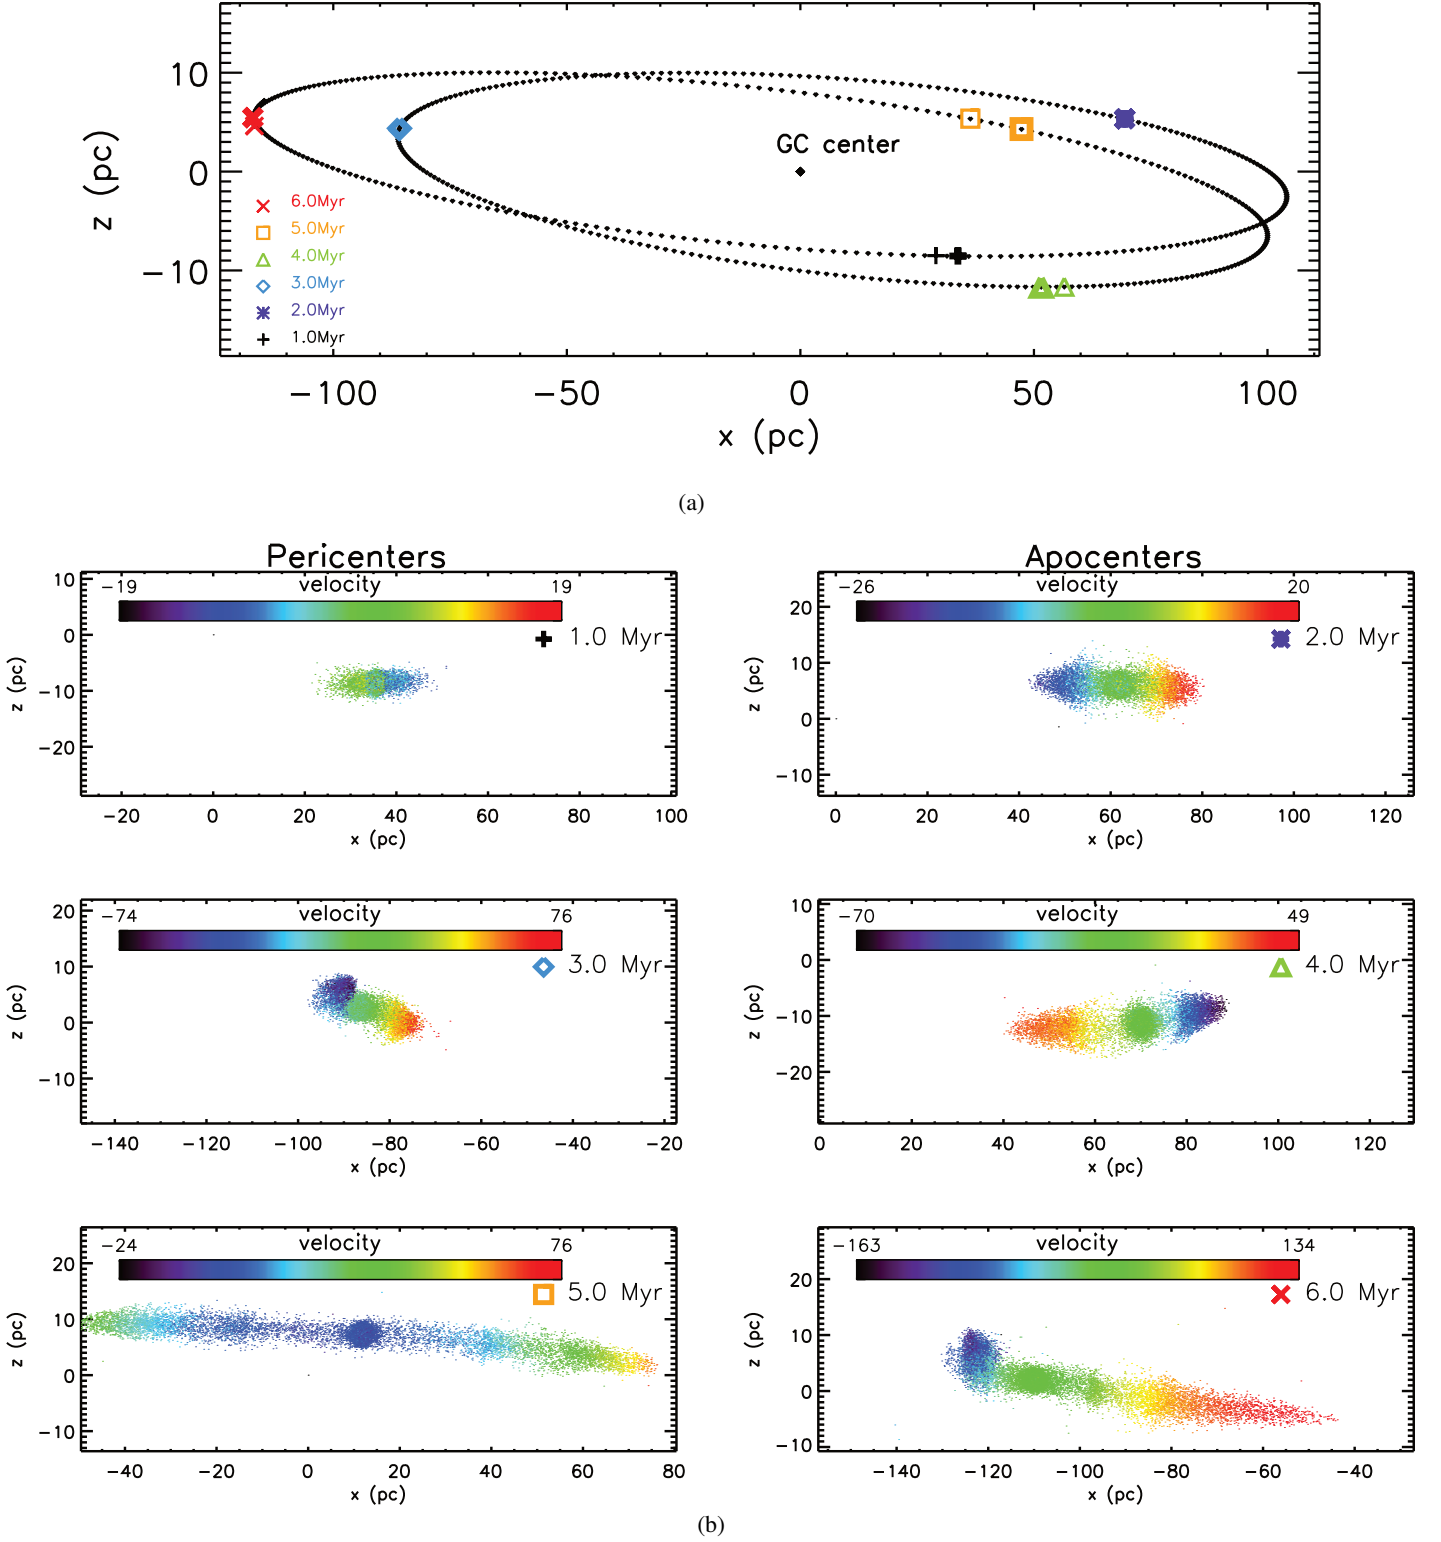 10
0
−10
z (pc)
GC center
6.0Myr
5.0Myr
4.0Myr
3.0Myr
2.0Myr
1.0Myr
−100 −50 0 50 100
x (pc)
(a)
Pericenters
−19 velocity 19
1.0 Myr
10
0
−10
−20
z (pc)
−20 0 20 40 60 80 100
x (pc)
Apocenters
−26 velocity 20
2.0 Myr
20
10
0
−10
z (pc)
0 20 40 60 80 100 120
x (pc)
−74 velocity 76
3.0 Myr
20
10
0
−10
z (pc)
−140 −120 −100 −80 −60 −40 −20
x (pc)
−70 velocity 49
4.0 Myr
10
0
−10
−20
z (pc)
0 20 40 60 80 100 120
x (pc)
−24 velocity 76
5.0 Myr
20
10
0
−10
z (pc)
−40 −20 0 20 40 60 80
x (pc)
−163 velocity 134
6.0 Myr
20
10
0
−10
z (pc)
−140 −120 −100 −80 −60 −40
x (pc)
(b)